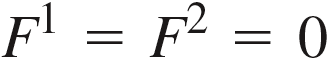 F¹ = F² = 0